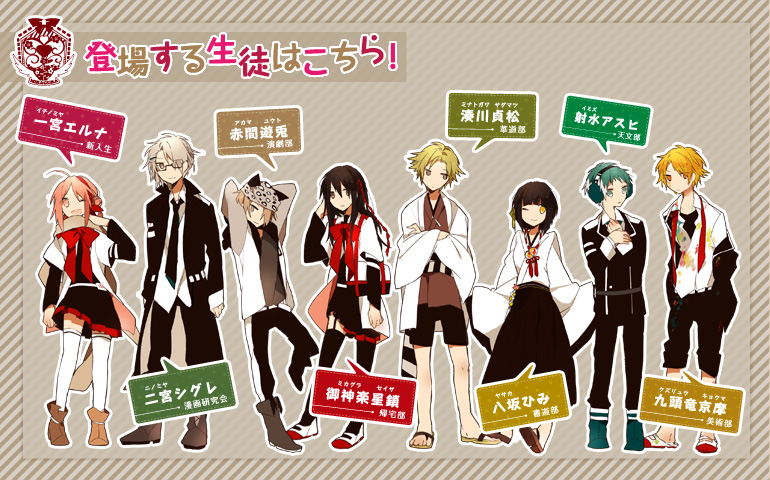 登場する生徒はこちら!
イチノミヤ
一宮エルナ
新入生
アカマ ユウト
赤間遊兎
演劇部
ミナトガワ サダマツ
湊川貞松
華道部
イミズ
射水アスヒ
天文部
ニノミヤ
二宮シグレ
漫画研究会
ミカグラ セイサ
御神楽星鎖
帰宅部
ヤサカ
八坂ひみ
書道部
クズリュウ キョウマ
九頭竜京摩
美術部